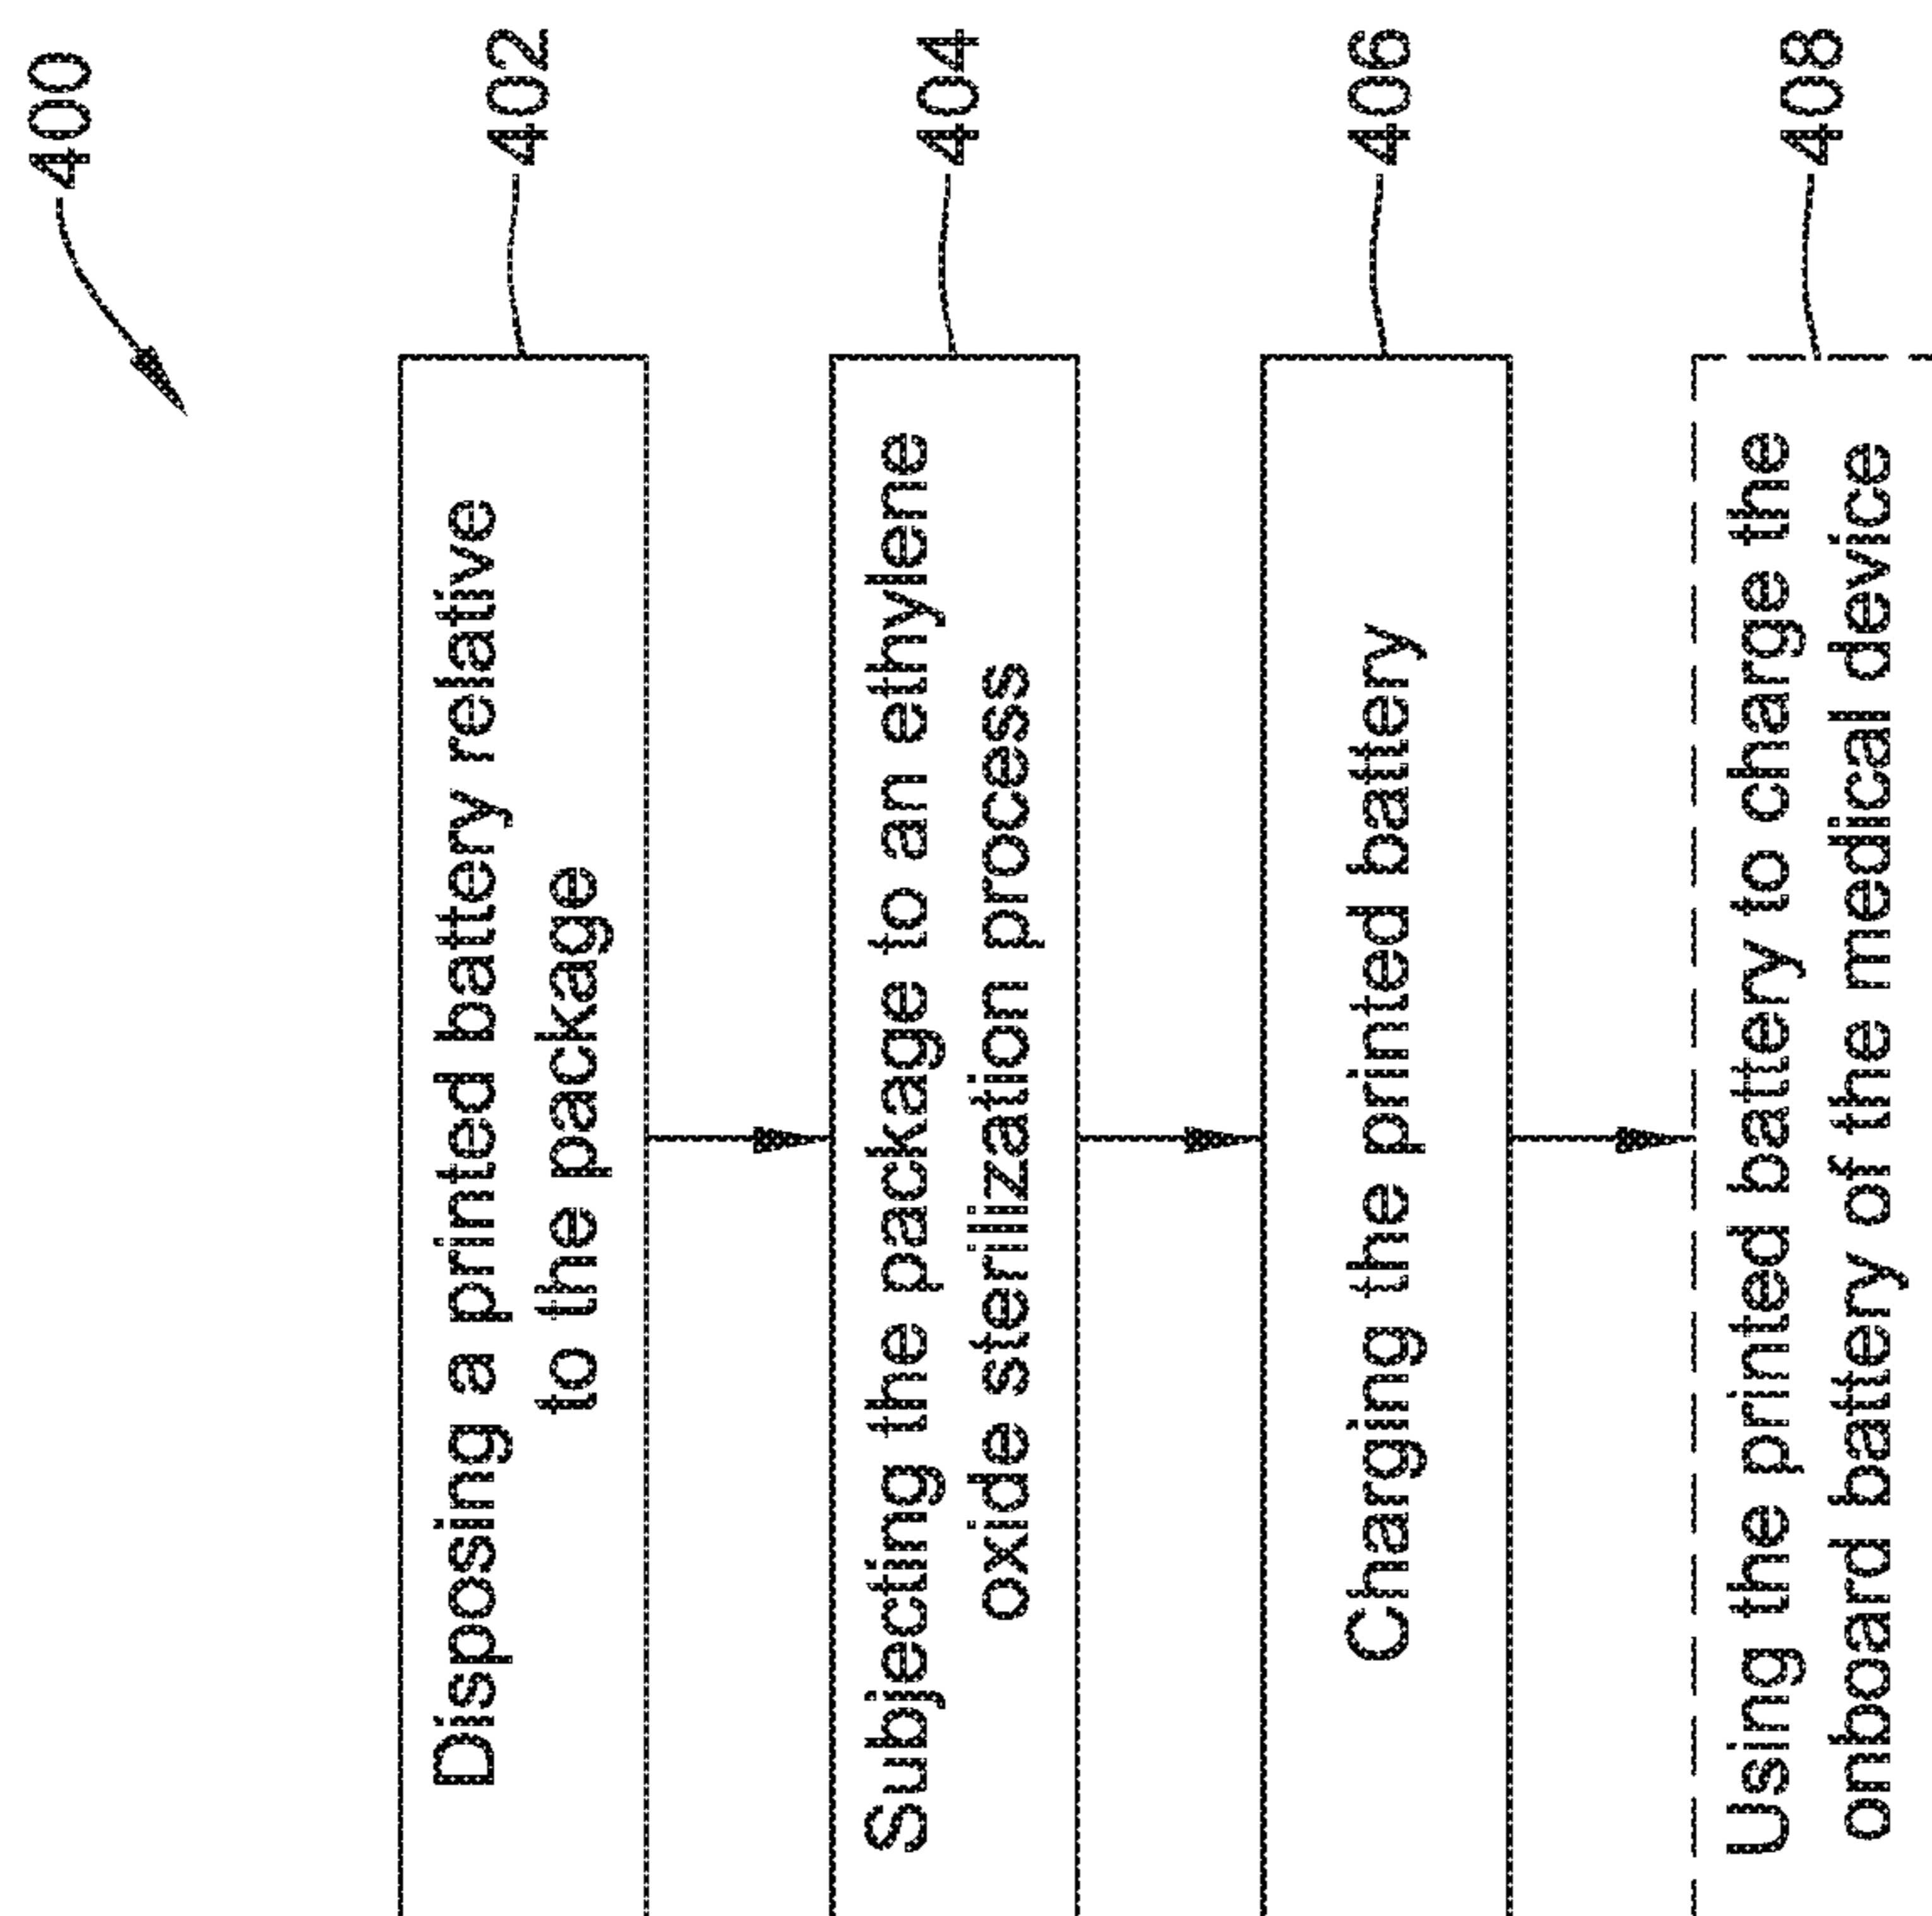 400
Disposing a printed battery relative
to the package
402
Subjecting the package to an ethylene
oxide sterilization process
404
Charging the printed battery
406
Using the printed battery to charge the
onboard battery of the medical device
408